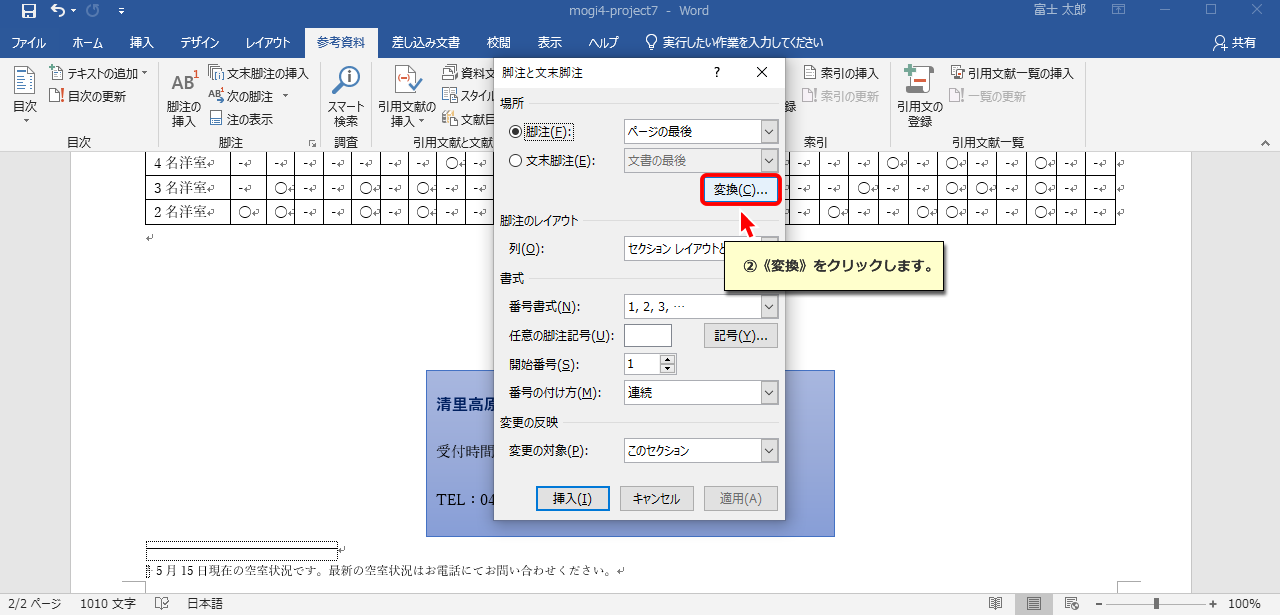 mogi4-project7 - Word
富士 太郎
ファイル ホーム 挿入 デザイン レイアウト 参考資料 差し込み文書 校閲 表示 ヘルプ 実行したい作業を入力してください 共有
目次
テキストの追加
目次の更新
目次
AB1
脚注の
挿入
文末脚注の挿入
次の脚注
注の表示
脚注
スマート
検索
調査
引用文献の
挿入
資料文
スタイル
文献目
引用文献と文献
録
索引の挿入
索引の更新
索引
引用文の
登録
引用文一覧の挿入
一覧の更新
引用文献一覧
脚注と文末脚注 ?
場所
脚注(F): ページの最後
文末脚注(E): 文書の最後
変換(C)...
脚注のレイアウト
列(O): セクション レイアウトと
②《変換》をクリックします。
書式
番号書式(N): 1, 2, 3, …
任意の脚注記号(U): 記号(Y)...
開始番号(S): 1
番号の付け方(M): 連続
変更の反映
変更の対象(P): このセクション
挿入(I) キャンセル 適用(A)
4 名洋室 - - - - - - - ○ - - - - ○ - - - - ○ - -
3 名洋室 - ○ - - ○ - ○ - - - ○ - - ○ ○ - ○ - -
2 名洋室 ○ ○ - - ○ - ○ - - ○ - - ○ ○ - - ○ - -
清里高原
受付時間
TEL：04
1 5 月 15 日現在の空室状況です。最新の空室状況はお電話にてお問い合わせください。
2/2 ページ 1010 文字 日本語 100%